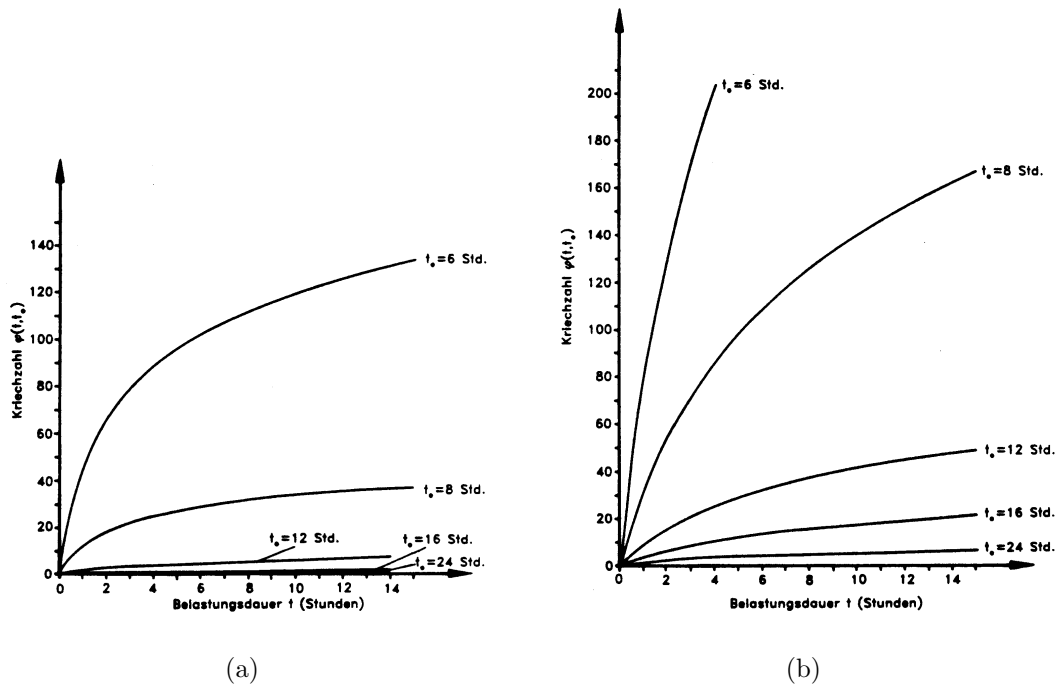 Kriechzahl φ(t,t₀)
140
120
100
80
60
40
20
0
0 2 4 6 8 10 12 14
Belastungsdauer t (Stunden)
t₀=6 Std.
t₀=8 Std.
t₀=12 Std.
t₀=16 Std.
t₀=24 Std.
(a)
Kriechzahl φ(t,t₀)
200
180
160
140
120
100
80
60
40
20
0
0 2 4 6 8 10 12 14
Belastungsdauer t (Stunden)
t₀=6 Std.
t₀=8 Std.
t₀=12 Std.
t₀=16 Std.
t₀=24 Std.
(b)